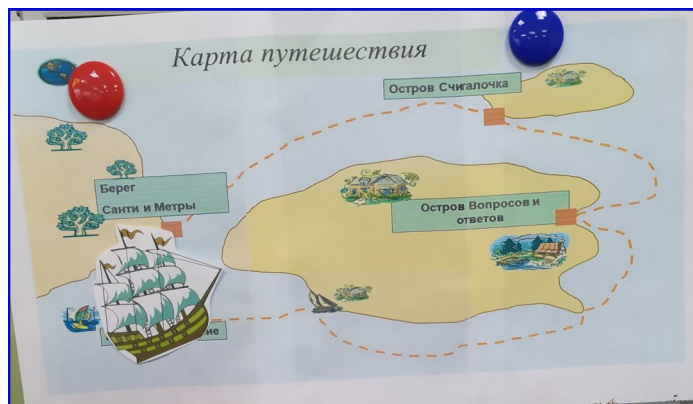 Карта путешествия
Остров Считалочка
Берег
Санти и Метры
Остров Вопросов и
ответов